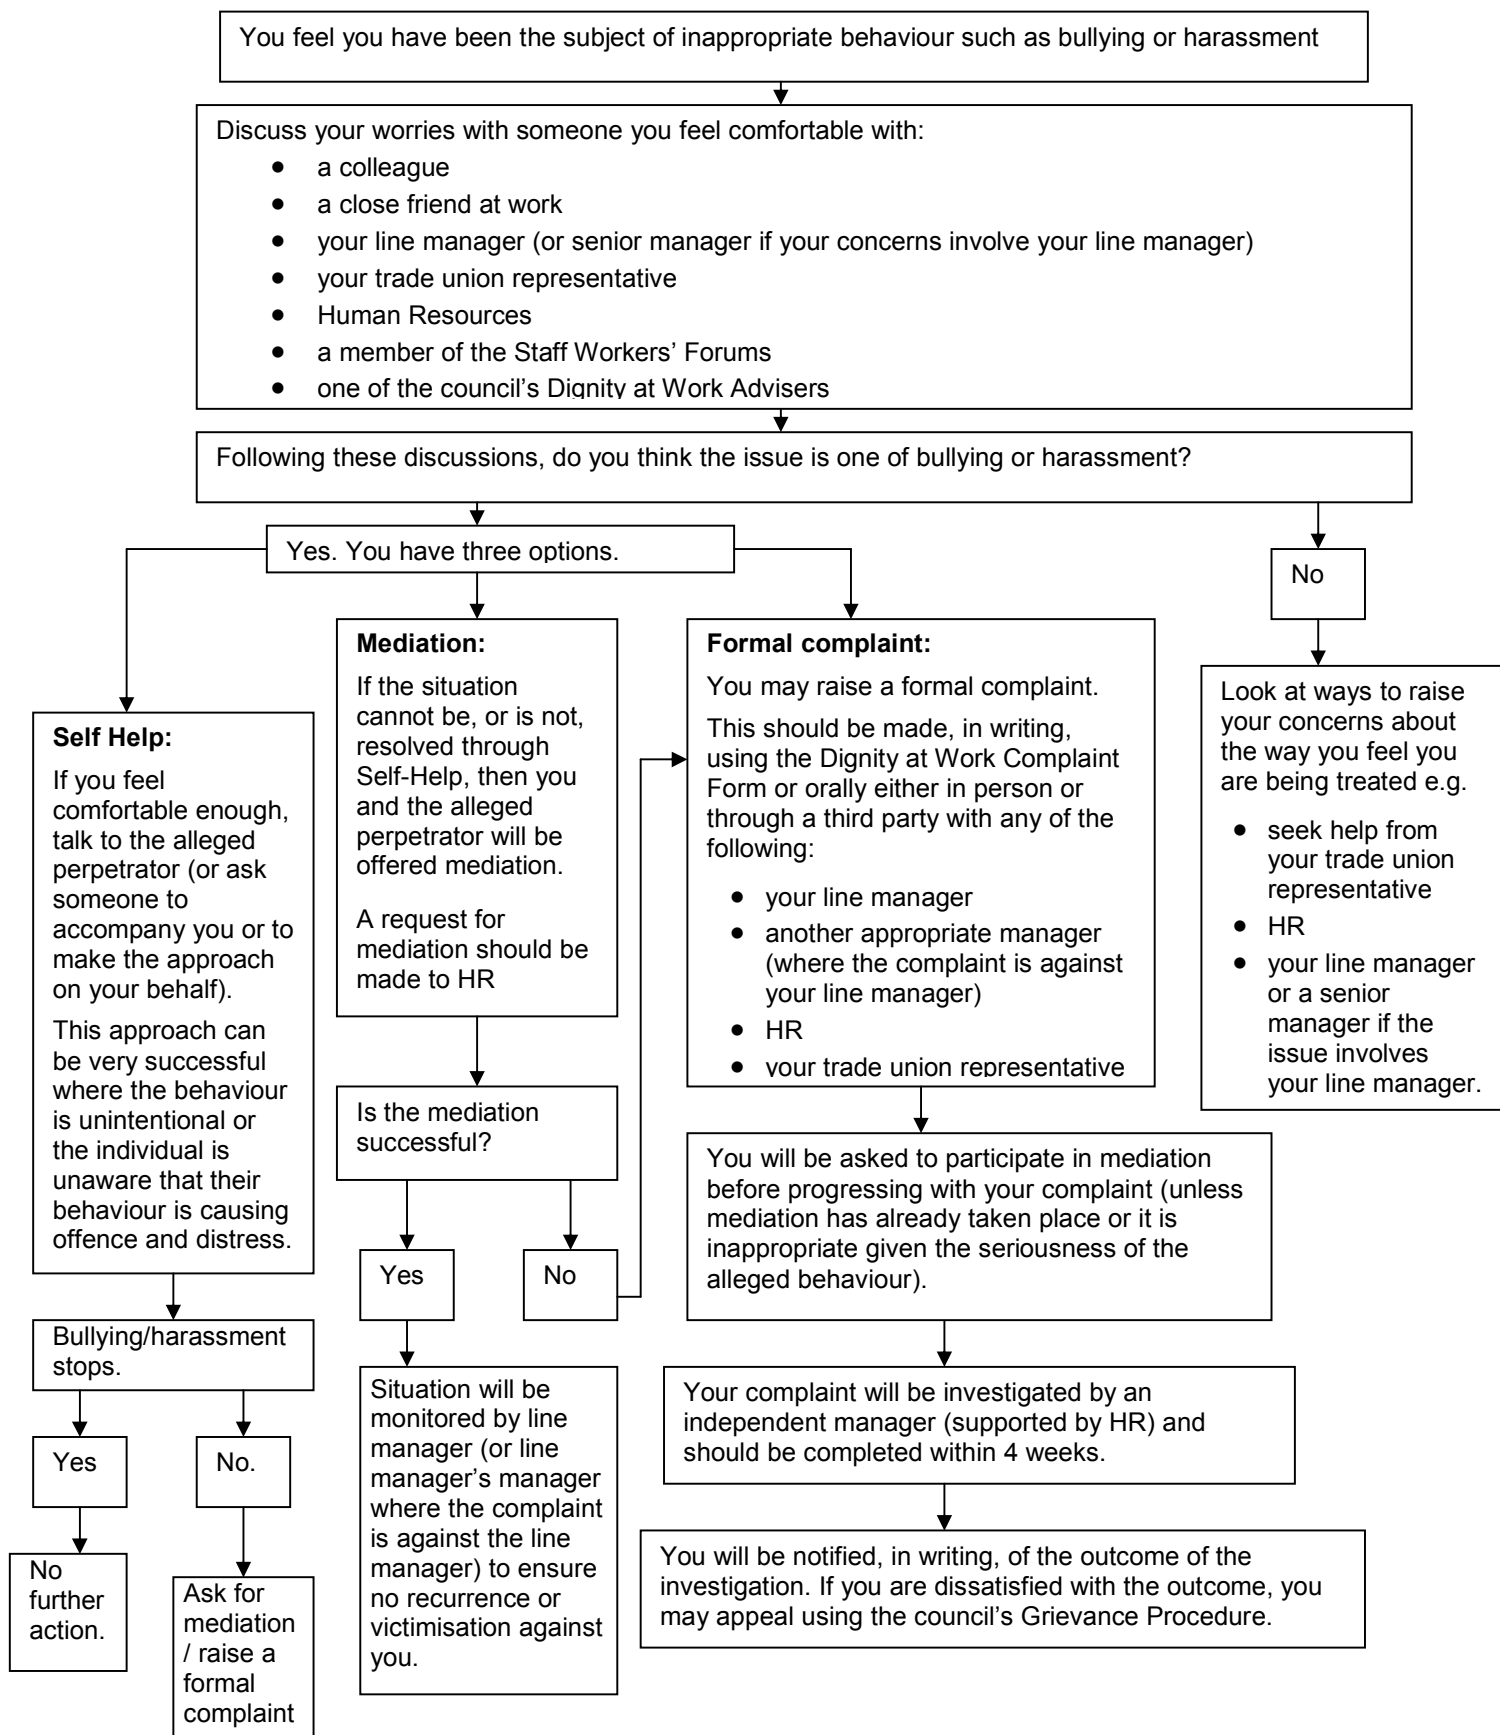 You feel you have been the subject of inappropriate behaviour such as bullying or harassment
Discuss your worries with someone you feel comfortable with:
• a colleague
• a close friend at work
• your line manager (or senior manager if your concerns involve your line manager)
• your trade union representative
• Human Resources
• a member of the Staff Workers’ Forums
• one of the council’s Dignity at Work Advisers
Following these discussions, do you think the issue is one of bullying or harassment?
Yes. You have three options.
No
Self Help:
If you feel
comfortable enough,
talk to the alleged
perpetrator (or ask
someone to
accompany you or to
make the approach
on your behalf).
This approach can
be very successful
where the behaviour
is unintentional or
the individual is
unaware that their
behaviour is causing
offence and distress.
Bullying/harassment
stops.
Yes
No.
No
further
action.
Ask for
mediation
/ raise a
formal
complaint
Mediation:
If the situation
cannot be, or is not,
resolved through
Self-Help, then you
and the alleged
perpetrator will be
offered mediation.
A request for
mediation should be
made to HR
Is the mediation
successful?
Yes
No
Situation will be
monitored by line
manager (or line
manager’s manager
where the complaint
is against the line
manager) to ensure
no recurrence or
victimisation against
you.
Formal complaint:
You may raise a formal complaint.
This should be made, in writing,
using the Dignity at Work Complaint
Form or orally either in person or
through a third party with any of the
following:
• your line manager
• another appropriate manager
(where the complaint is against
your line manager)
• HR
• your trade union representative
You will be asked to participate in mediation
before progressing with your complaint (unless
mediation has already taken place or it is
inappropriate given the seriousness of the
alleged behaviour).
Your complaint will be investigated by an
independent manager (supported by HR) and
should be completed within 4 weeks.
You will be notified, in writing, of the outcome of the
investigation. If you are dissatisfied with the outcome, you
may appeal using the council’s Grievance Procedure.
Look at ways to raise
your concerns about
the way you feel you
are being treated e.g.
• seek help from
your trade union
representative
• HR
• your line manager
or a senior
manager if the
issue involves
your line manager.